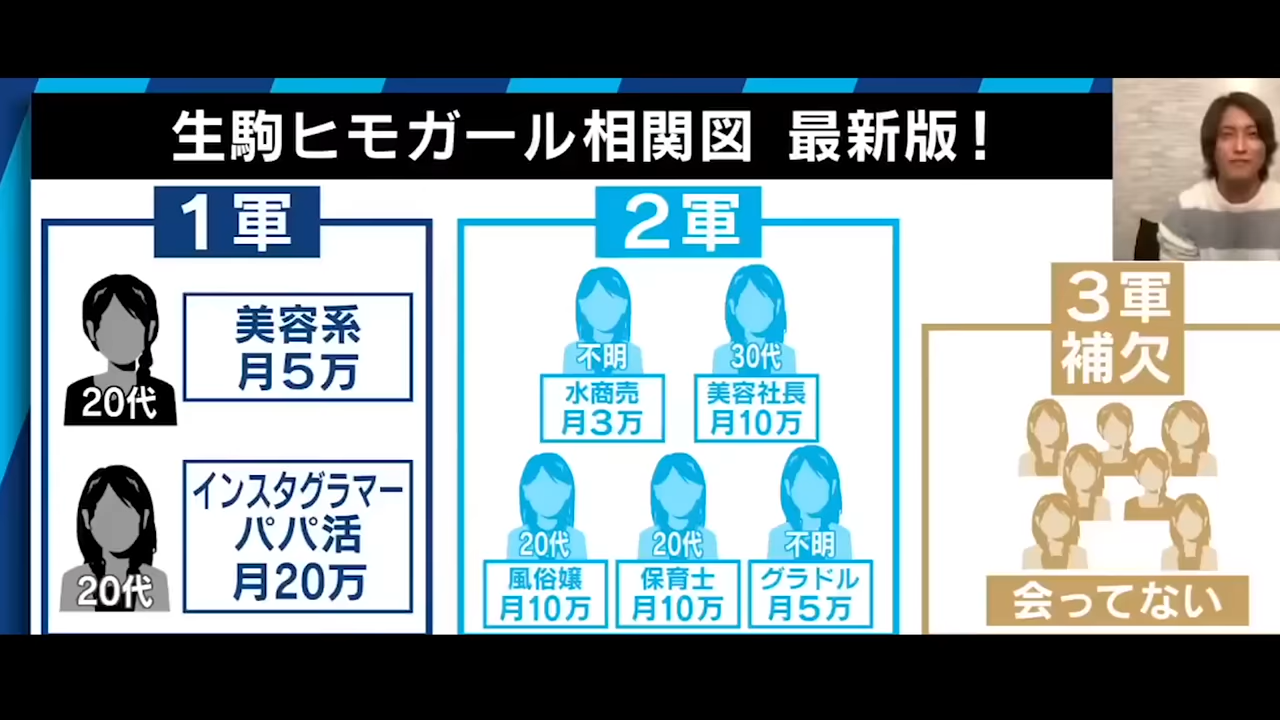 生駒ヒモガール相関図 最新版！
1軍
20代
美容系
月5万
20代
インスタグラマー
パパ活
月20万
2軍
不明
水商売
月3万
30代
美容社長
月10万
20代
風俗嬢
月10万
20代
保育士
月10万
不明
グラドル
月5万
3軍
補欠
会ってない